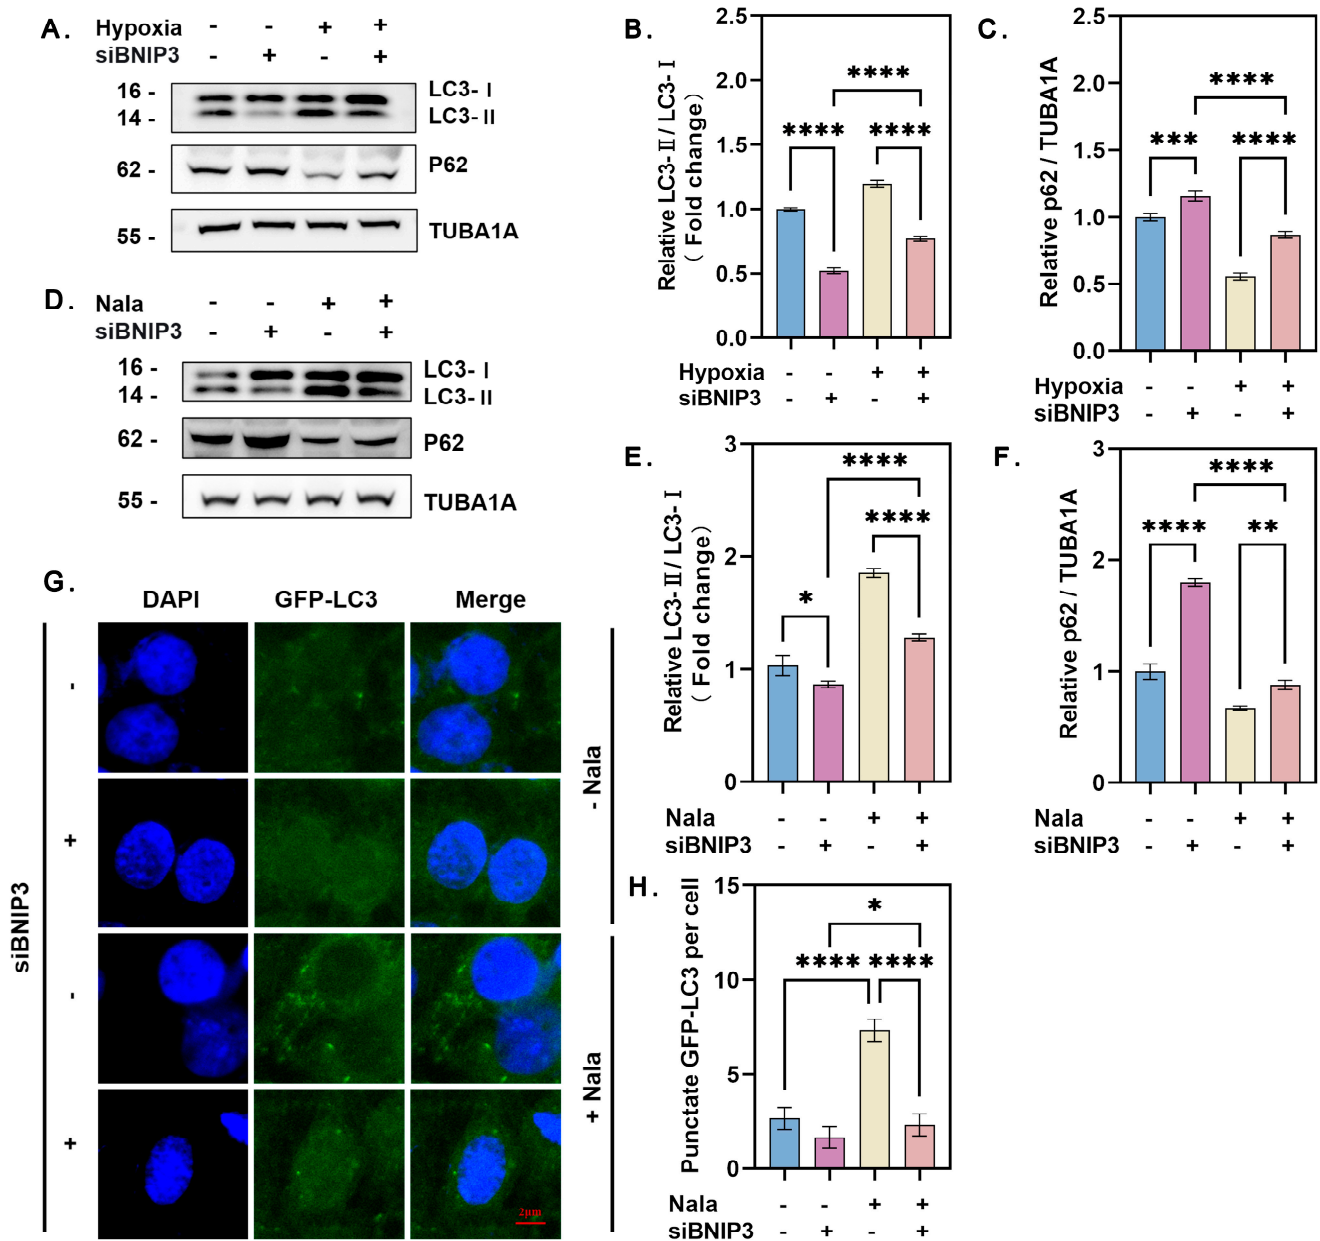 A.
Hypoxia - - + +
siBNIP3 - + - +
16 -
14 -
LC3-Ⅰ
LC3-Ⅱ
62 -
P62
55 -
TUBA1A
B.
Relative LC3-Ⅱ/ LC3-Ⅰ
( Fold change)
2.5
2.0
1.5
1.0
0.5
0.0
****
**** ****
Hypoxia - - + +
siBNIP3 - + - +
C.
Relative p62 / TUBA1A
2.5
2.0
1.5
1.0
0.5
0.0
****
*** ****
Hypoxia - - + +
siBNIP3 - + - +
D.
Nala - - + +
siBNIP3 - + - +
16 -
14 -
LC3-Ⅰ
LC3-Ⅱ
62 -
P62
55 -
TUBA1A
E.
Relative LC3-Ⅱ/ LC3-Ⅰ
( Fold change)
3
2
1
0
****
****
*
Nala - - + +
siBNIP3 - + - +
F.
Relative p62 / TUBA1A
3
2
1
0
****
**** **
Nala - - + +
siBNIP3 - + - +
G.
DAPI GFP-LC3 Merge
siBNIP3
-
+
-
+
- Nala
+ Nala
2μm
H.
Punctate GFP-LC3 per cell
15
10
5
0
*
**** ****
Nala - - + +
siBNIP3 - + - +